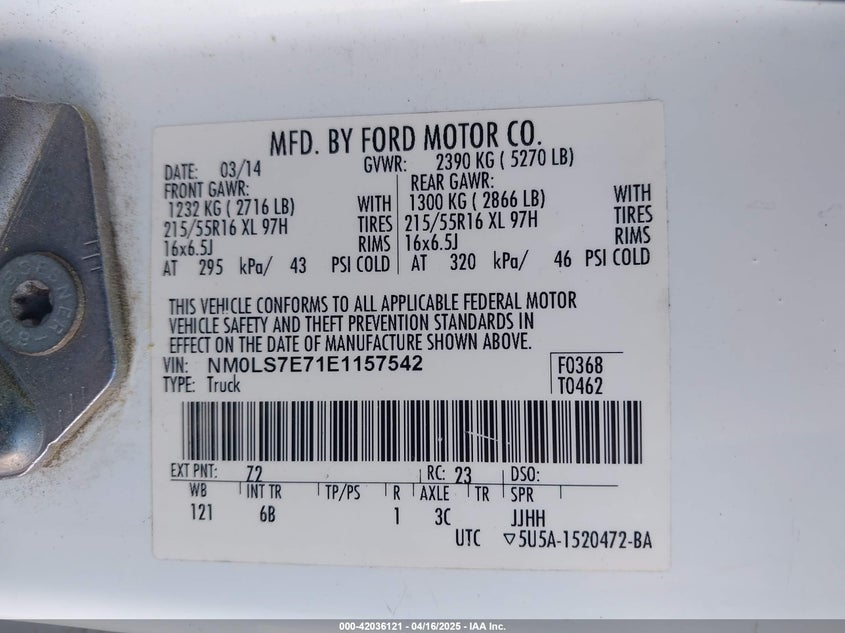 MFD. BY FORD MOTOR CO.
DATE: 03/14 GVWR: 2390 KG ( 5270 LB)
FRONT GAWR: REAR GAWR:
1232 KG ( 2716 LB) WITH 1300 KG ( 2866 LB) WITH
215/55R16 XL 97H TIRES 215/55R16 XL 97H TIRES
16x6.5J RIMS 16x6.5J RIMS
AT 295 kPa/ 43 PSI COLD AT 320 kPa/ 46 PSI COLD
THIS VEHICLE CONFORMS TO ALL APPLICABLE FEDERAL MOTOR
VEHICLE SAFETY AND THEFT PREVENTION STANDARDS IN
EFFECT ON THE DATE OF MANUFACTURE SHOWN ABOVE.
VIN: NM0LS7E71E1157542 F0368
TYPE: Truck T0462
EXT PNT: Z2 RC: 23 DSO:
WB INT TR TP/PS R AXLE TR SPR
121 6B 1 3C JJHH
UTC ▽5U5A-1520472-BA
000-42036121 - 04/16/2025 - IAA Inc.